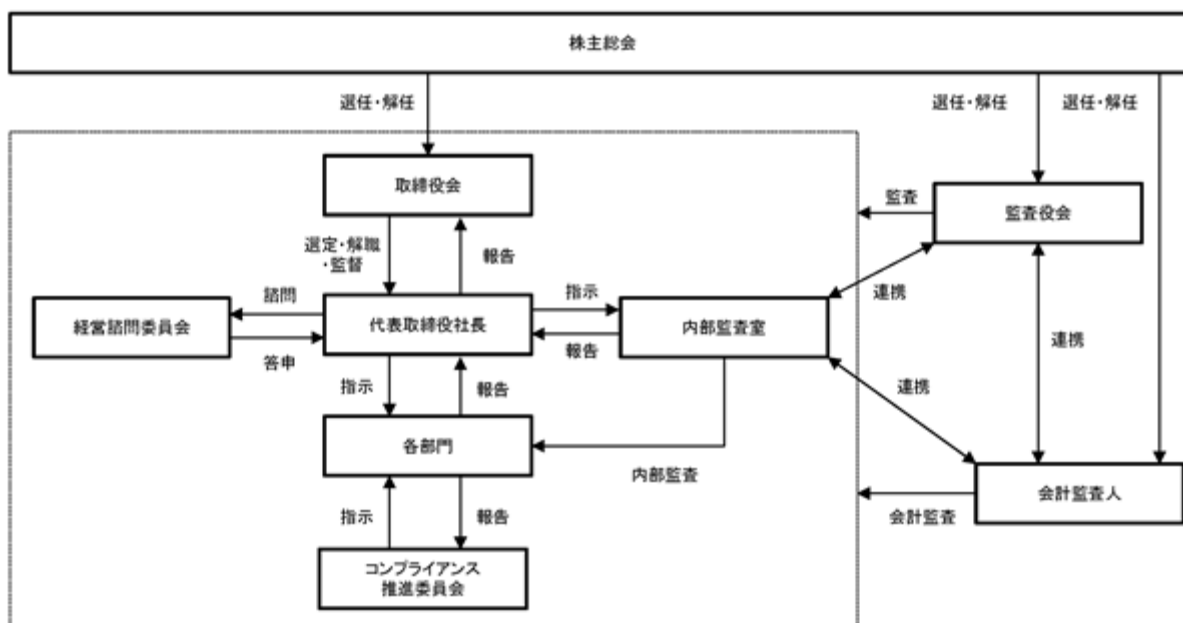 株主総会
選任・解任
選任・解任
選任・解任
取締役会
監査
監査役会
選定・解職
・監督
報告
連携
諮問
指示
経営諮問委員会
代表取締役社長
内部監査室
答申
報告
連携
指示
報告
連携
各部門
内部監査
指示
報告
会計監査人
会計監査
コンプライアンス
推進委員会